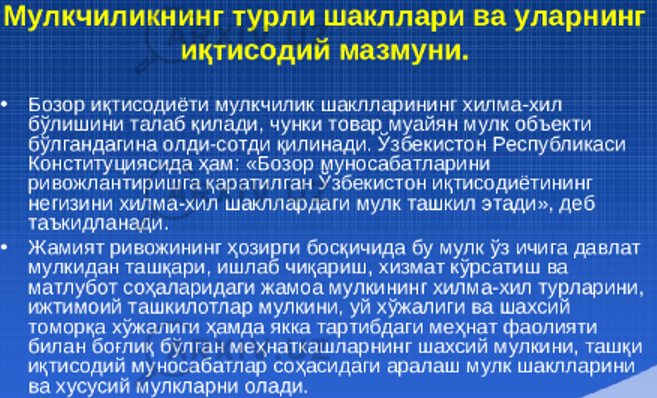 Мулкчиликнинг турли шакллари ва уларнинг
иқтисодий мазмуни.
• Бозор иқтисодиёти мулкчилик шаклларининг хилма-хил
бўлишини талаб қилади, чунки товар муайян мулк объекти
бўлгандагина олди-сотди қилинади. Ўзбекистон Республикаси
Конституциясида ҳам: «Бозор муносабатларини
ривожлантиришга қаратилган Ўзбекистон иқтисодиётининг
негизини хилма-хил шакллардаги мулк ташкил этади», деб
таъкидланади.
• Жамият ривожининг ҳозирги босқичида бу мулк ўз ичига давлат
мулкидан ташқари, ишлаб чиқариш, хизмат кўрсатиш ва
матлубот соҳаларидаги жамоа мулкининг хилма-хил турларини,
ижтимоий ташкилотлар мулкини, уй хўжалиги ва шахсий
томорқа хўжалиги ҳамда якка тартибдаги меҳнат фаолияти
билан боғлиқ бўлган меҳнаткашларнинг шахсий мулкини, ташқи
иқтисодий муносабатлар соҳасидаги аралаш мулк шаклларини
ва хусусий мулкларни олади.